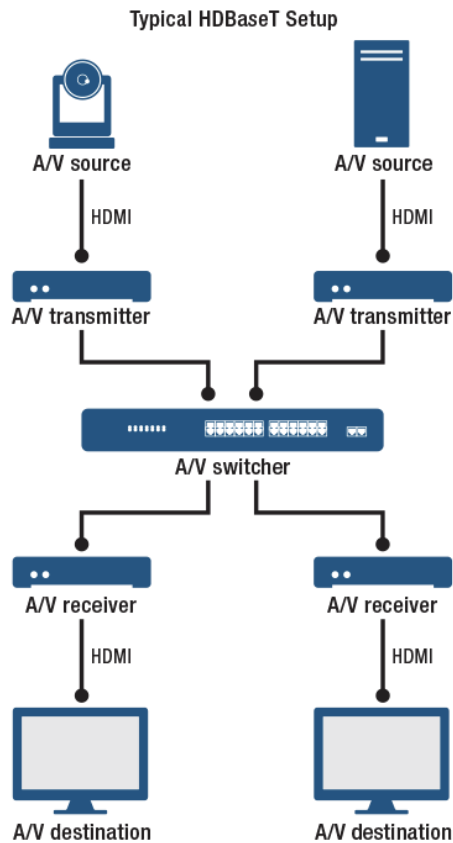 Typical HDBaseT Setup
A/V source
A/V source
HDMI
HDMI
A/V transmitter
A/V transmitter
A/V switcher
A/V receiver
A/V receiver
HDMI
HDMI
A/V destination
A/V destination